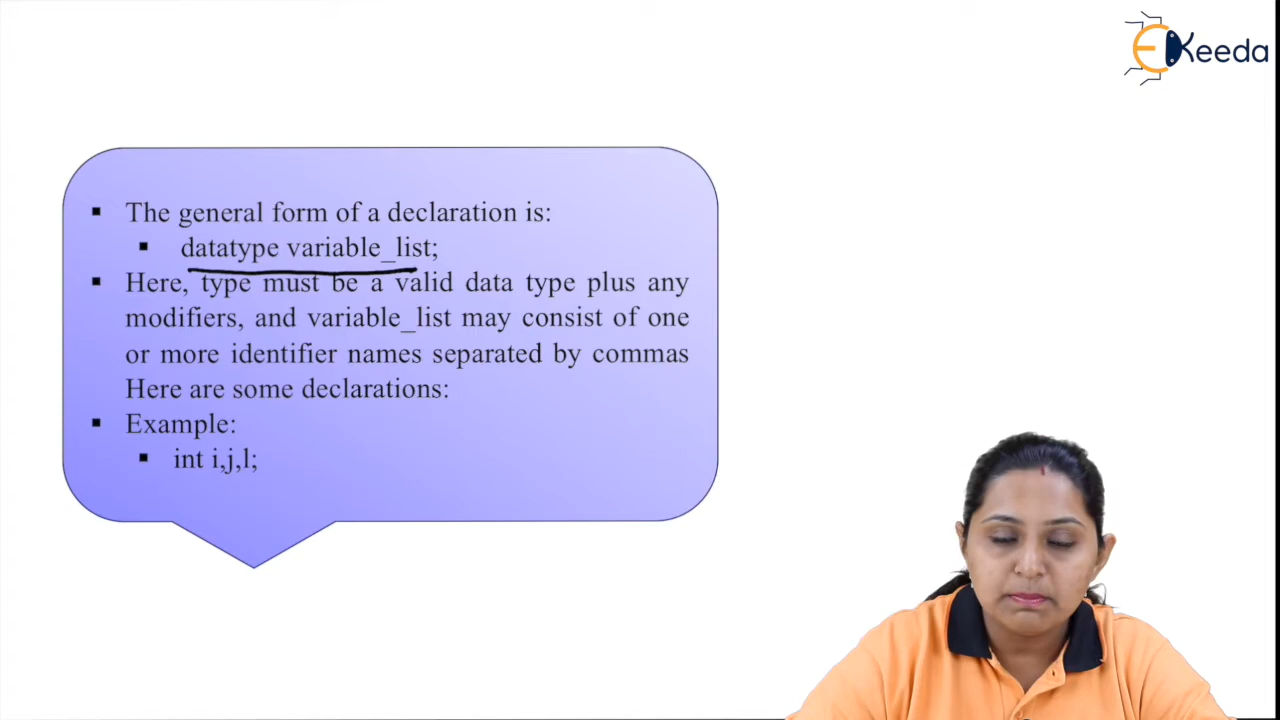 EKeeda
The general form of a declaration is:
datatype variable_list;
Here, type must be a valid data type plus any
modifiers, and variable_list may consist of one
or more identifier names separated by commas
Here are some declarations:
Example:
int i,j,l;